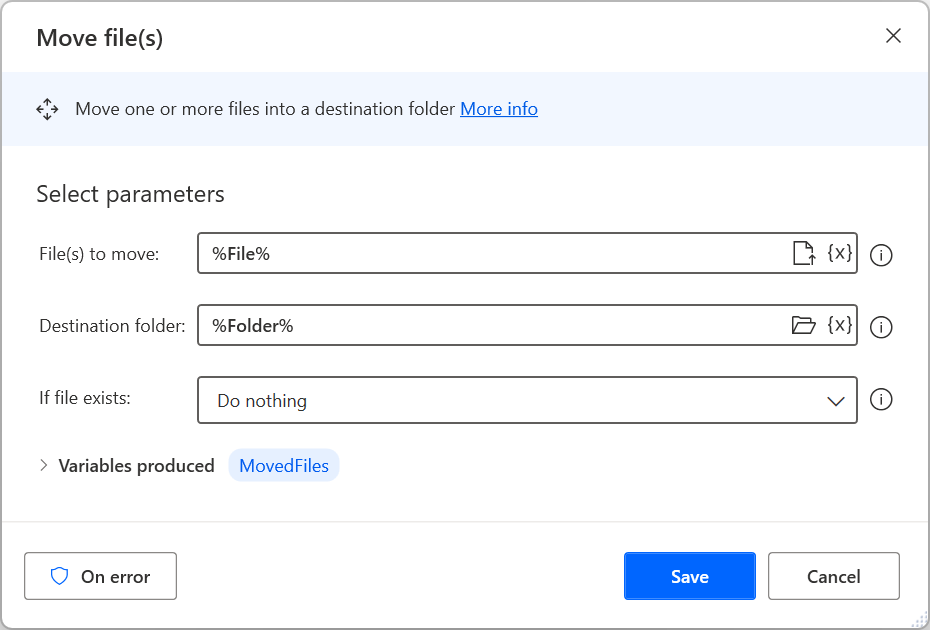 Move file(s)
Move one or more files into a destination folder More info
Select parameters
File(s) to move: %File% {x}
Destination folder: %Folder% {x}
If file exists: Do nothing
Variables produced MovedFiles
On error Save Cancel